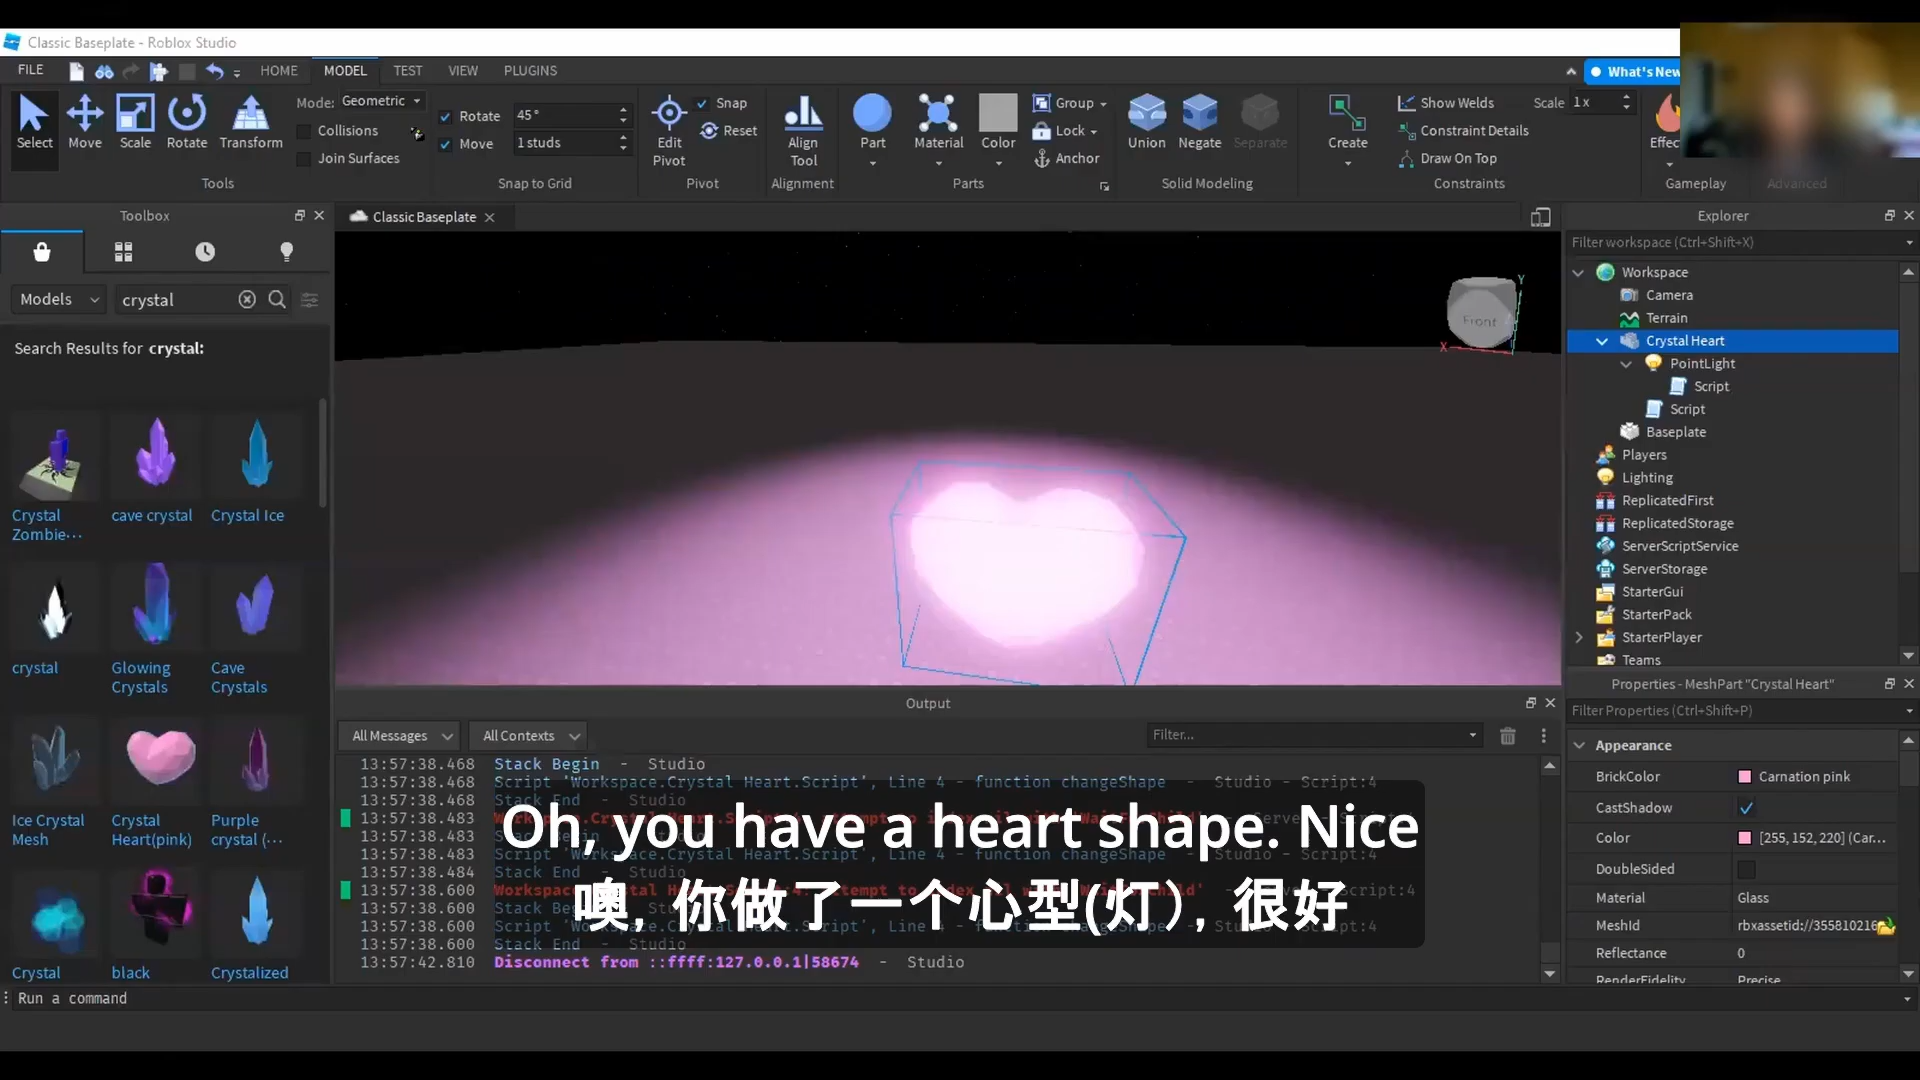 Classic Baseplate - Roblox Studio
FILE
HOME
MODEL
TEST
VIEW
PLUGINS
What's New
Select
Move
Scale
Rotate
Transform
Mode: Geometric
Collisions
Join Surfaces
Tools
Rotate 45°
Move 1 studs
Snap to Grid
Edit
Pivot
Snap
Reset
Pivot
Align
Tool
Alignment
Part
Material
Color
Group
Lock
Anchor
Parts
Union
Negate
Separate
Solid Modeling
Create
Show Welds
Scale 1 x
Constraint Details
Draw On Top
Constraints
Effec
Gameplay
Advanced
Toolbox
Models
crystal
Search Results for crystal:
Crystal
Zombie...
cave crystal
Crystal Ice
crystal
Glowing
Crystals
Cave
Crystals
Ice Crystal
Mesh
Crystal
Heart(pink)
Purple
crystal (...
Crystal
black
Crystalized
Classic Baseplate
Front
X
Y
Output
All Messages
All Contexts
Filter...
13:57:38.468 Stack Begin - Studio
13:57:38.468 Script 'Workspace.Crystal Heart.Script', Line 4 - function changeShape - Studio - Script:4
13:57:38.468 Stack End - Studio
13:57:38.483
13:57:38.483
13:57:38.483 Script 'Workspace.Crystal Heart.Script', Line 4 - function changeShape - Studio - Script:4
13:57:38.484 Stack End - Studio
13:57:38.600
13:57:38.600 Stack
13:57:38.600
13:57:38.600 Stack End - Studio
13:57:42.810 Disconnect from ::ffff:127.0.0.1|58674 - Studio
Oh, you have a heart shape. Nice
噢, 你做了一个心型(灯), 很好
Run a command
Explorer
Filter workspace (Ctrl+Shift+X)
Workspace
Camera
Terrain
Crystal Heart
PointLight
Script
Script
Baseplate
Players
Lighting
ReplicatedFirst
ReplicatedStorage
ServerScriptService
ServerStorage
StarterGui
StarterPack
StarterPlayer
Teams
Properties - MeshPart "Crystal Heart"
Filter Properties (Ctrl+Shift+P)
Appearance
BrickColor Carnation pink
CastShadow
Color [255, 152, 220] (Car...
DoubleSided
Material Glass
MeshId rbxassetid://355810216
Reflectance 0
RenderFidelity Precise